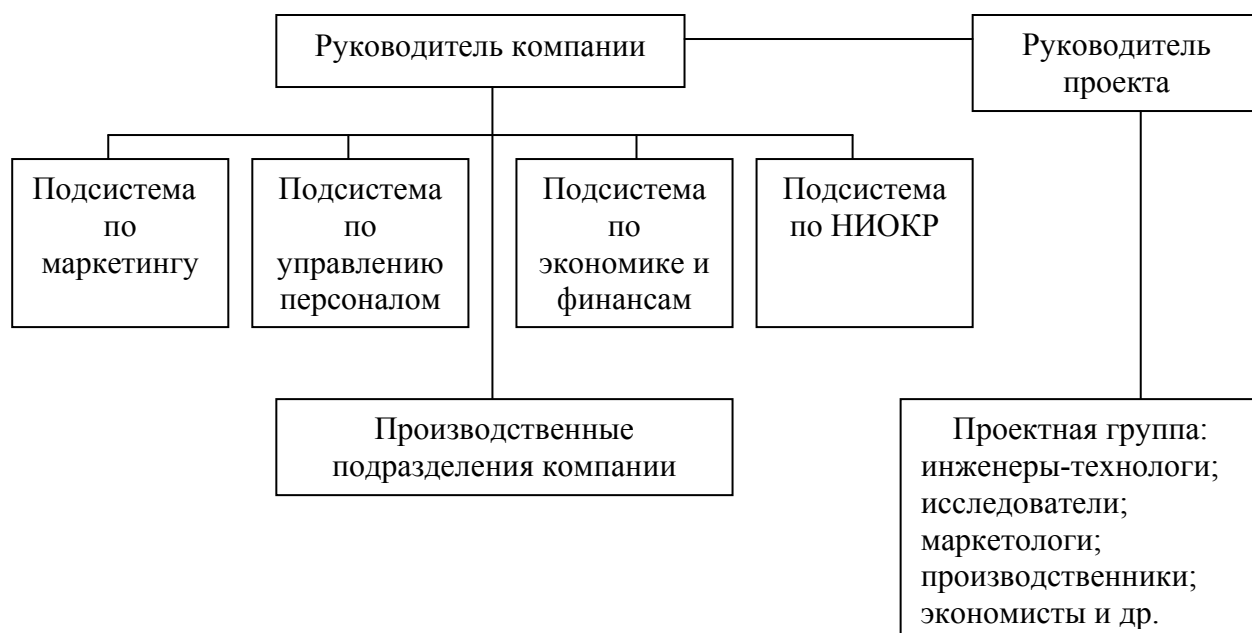 Руководитель компании
Руководитель
проекта
Подсистема
по
маркетингу
Подсистема
по
управлению
персоналом
Подсистема
по
экономике и
финансам
Подсистема
по НИОКР
Производственные
подразделения компании
Проектная группа:
инженеры-технологи;
исследователи;
маркетологи;
производственники;
экономисты и др.